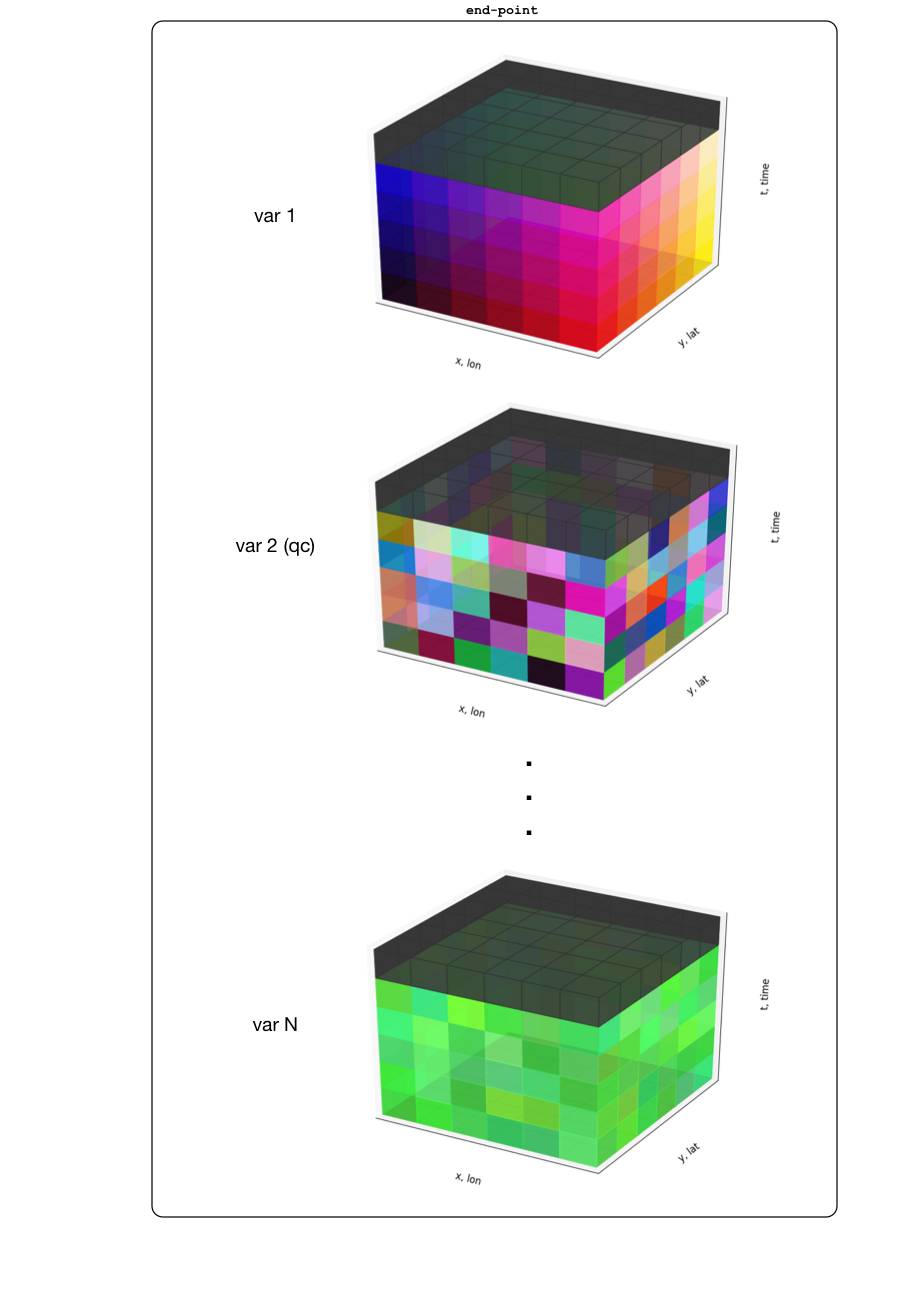 end-point
t, time
var 1
y, lat
x, lon
t, time
var 2 (qc)
y, lat
x, lon
t, time
var N
y, lat
x, lon